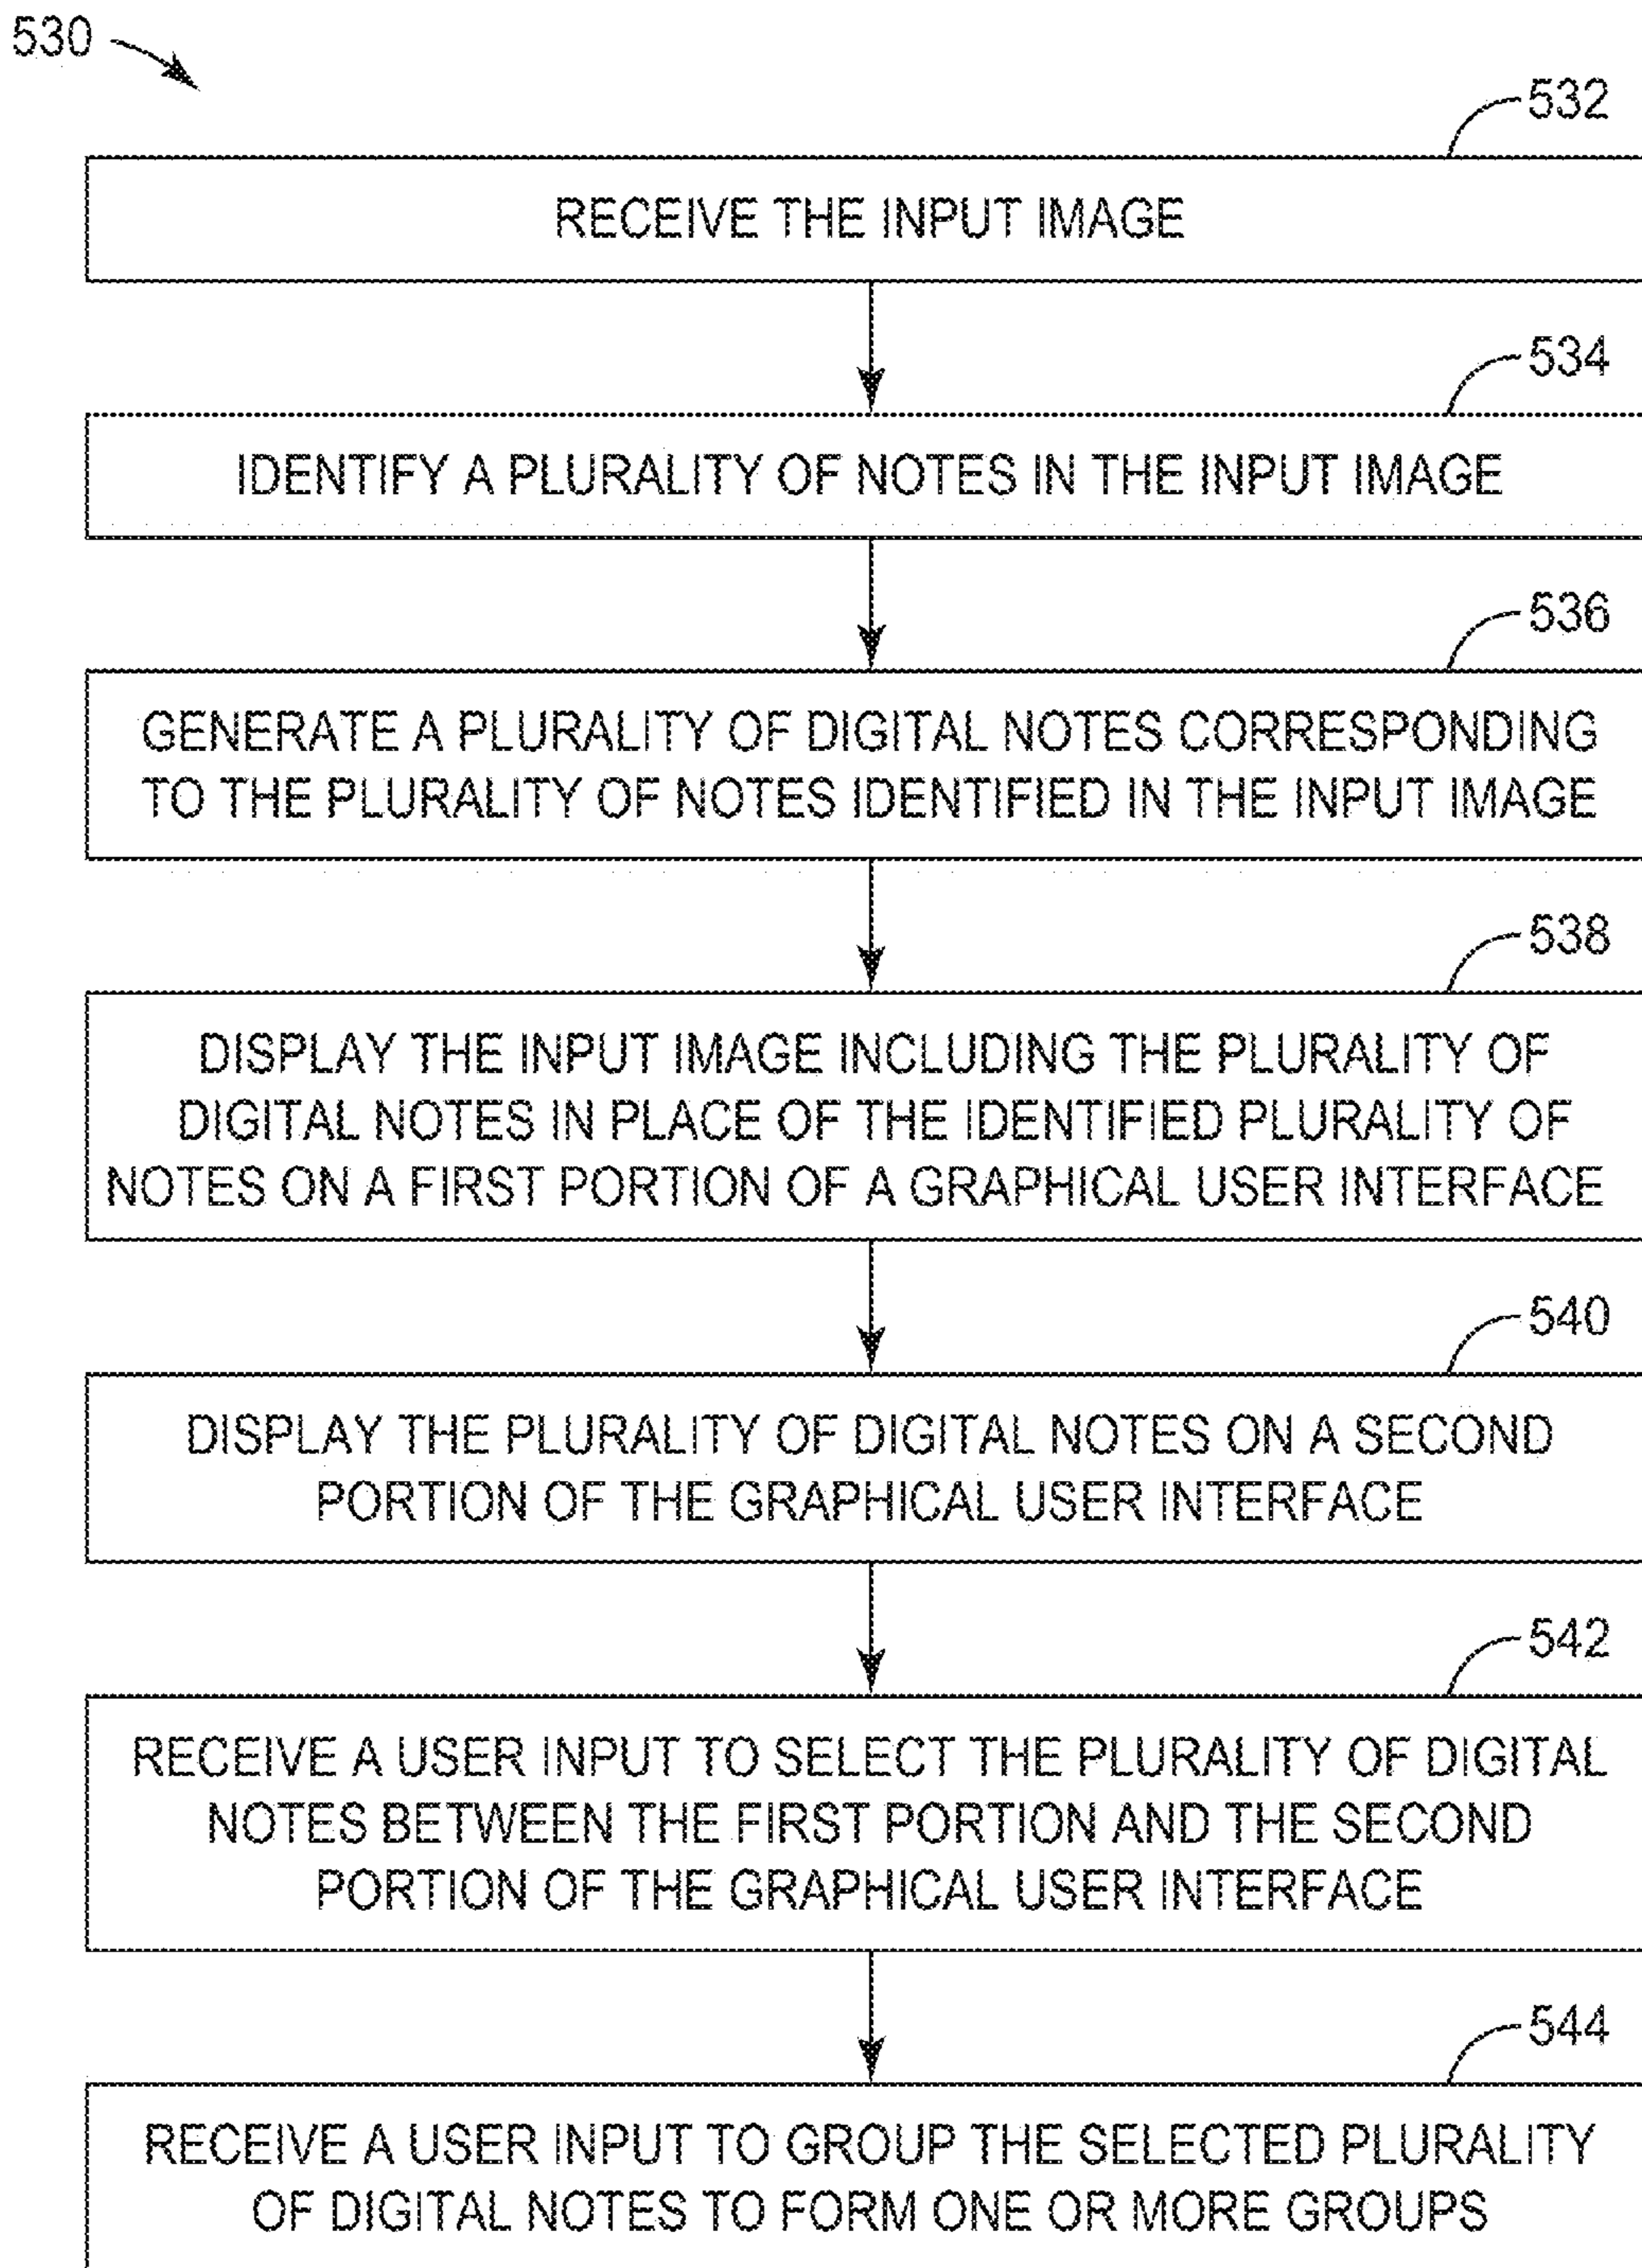 530
532
RECEIVE THE INPUT IMAGE
534
IDENTIFY A PLURALITY OF NOTES IN THE INPUT IMAGE
536
GENERATE A PLURALITY OF DIGITAL NOTES CORRESPONDING
TO THE PLURALITY OF NOTES IDENTIFIED IN THE INPUT IMAGE
538
DISPLAY THE INPUT IMAGE INCLUDING THE PLURALITY OF
DIGITAL NOTES IN PLACE OF THE IDENTIFIED PLURALITY OF
NOTES ON A FIRST PORTION OF A GRAPHICAL USER INTERFACE
540
DISPLAY THE PLURALITY OF DIGITAL NOTES ON A SECOND
PORTION OF THE GRAPHICAL USER INTERFACE
542
RECEIVE A USER INPUT TO SELECT THE PLURALITY OF DIGITAL
NOTES BETWEEN THE FIRST PORTION AND THE SECOND
PORTION OF THE GRAPHICAL USER INTERFACE
544
RECEIVE A USER INPUT TO GROUP THE SELECTED PLURALITY
OF DIGITAL NOTES TO FORM ONE OR MORE GROUPS